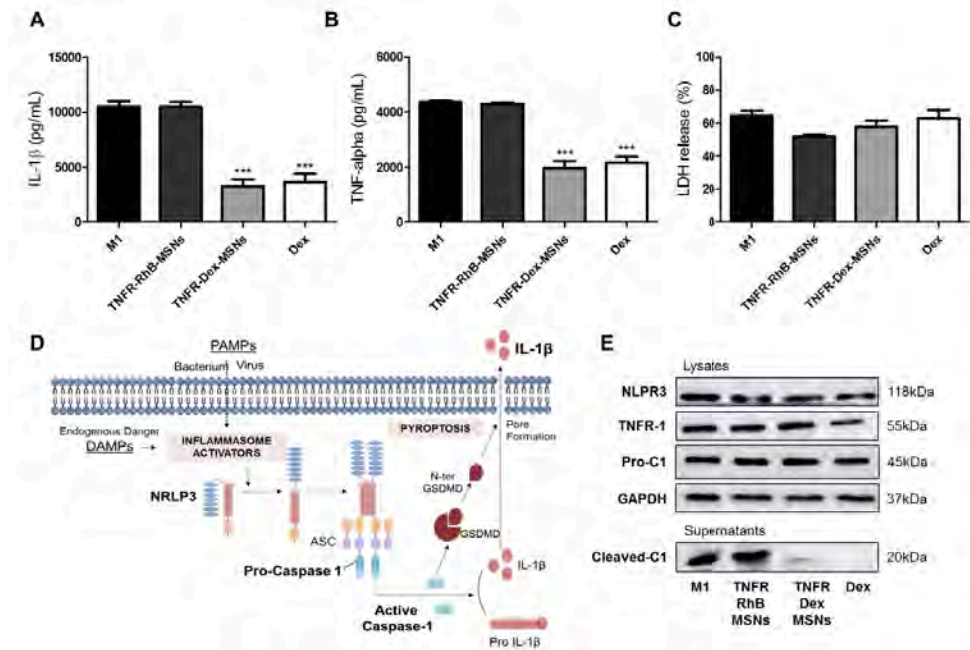 A
IL-1β (pg/mL)
15000
10000
5000
0
***
***
M1
TNFR-RhB-MSNs
TNFR-Dex-MSNs
Dex
B
TNF-alpha (pg/mL)
6000
4000
2000
0
***
***
M1
TNFR-RhB-MSNs
TNFR-Dex-MSNs
Dex
C
LDH release (%)
100
80
60
40
20
0
M1
TNFR-RhB-MSNs
TNFR-Dex-MSNs
Dex
D
PAMPs
Bacterium Virus
IL-1β
Endogenous Danger
DAMPs
INFLAMMASOME
ACTIVATORS
PYROPTOSIS
Pore
Formation
NRLP3
N-ter
GSDMD
ASC
GSDMD
Pro-Caspase 1
IL-1β
Active
Caspase-1
Pro IL-1β
E
Lysates
NLPR3 118kDa
TNFR-1 55kDa
Pro-C1 45kDa
GAPDH 37kDa
Supernatants
Cleaved-C1 20kDa
M1 TNFR TNFR Dex
RhB Dex
MSNs MSNs